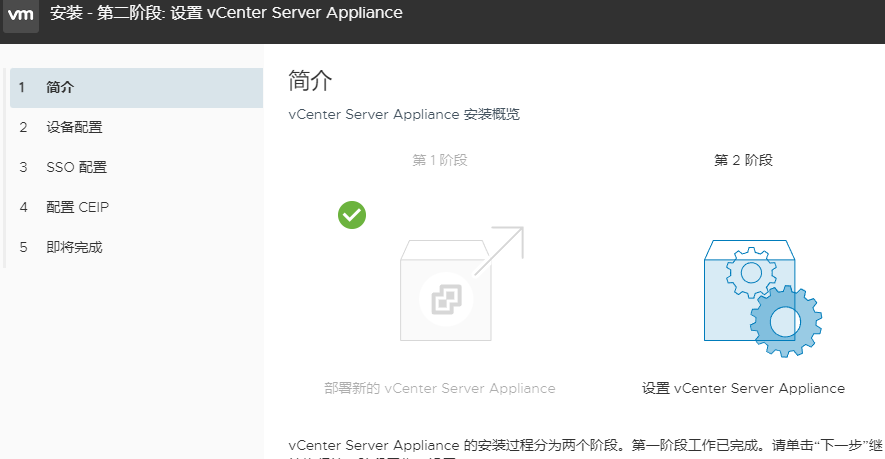 vm 安装 - 第二阶段: 设置 vCenter Server Appliance
1 简介
2 设备配置
3 SSO 配置
4 配置 CEIP
5 即将完成
简介
vCenter Server Appliance 安装概览
第 1 阶段 第 2 阶段
部署新的 vCenter Server Appliance 设置 vCenter Server Appliance
vCenter Server Appliance 的安装过程分为两个阶段。第一阶段工作已完成。请单击“下一步”继